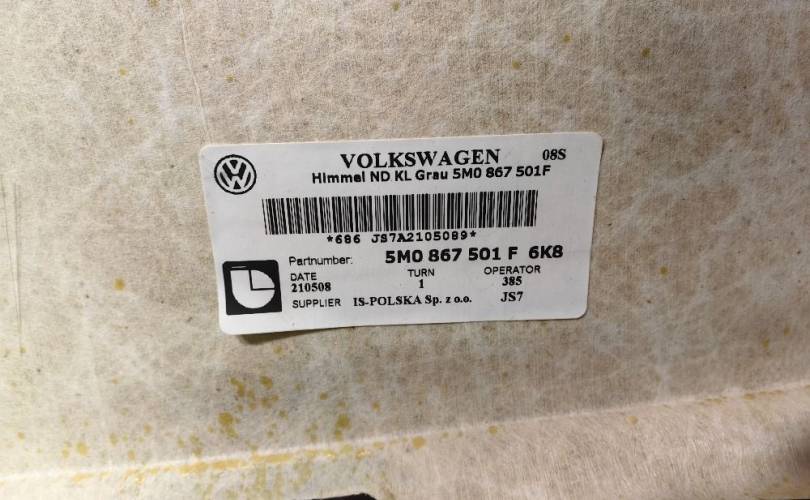 VOLKSWAGEN 08S
Himmel ND KL Grau 5M0 867 501F
*686 JS7A2105089*
Partnumber: 5M0 867 501 F 6K8
DATE TURN OPERATOR
210508 1 385
SUPPLIER IS-POLSKA Sp. z o.o. JS7